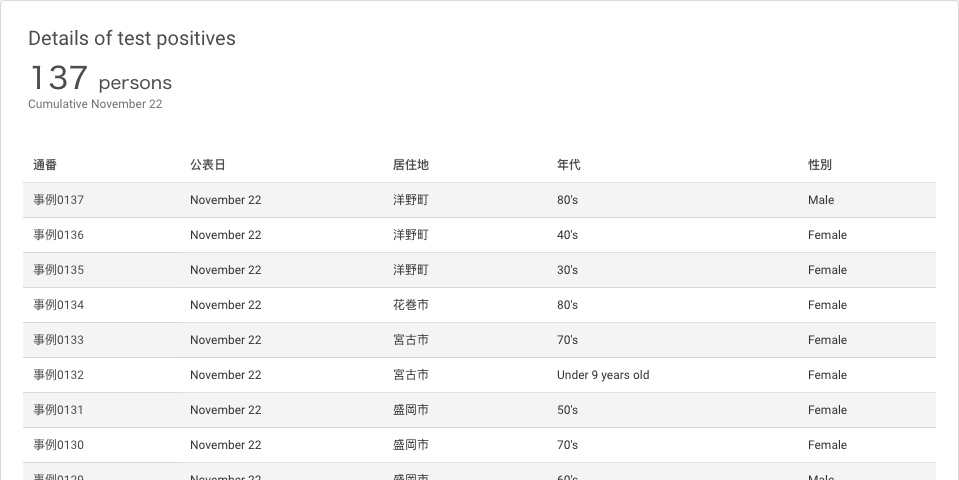 Details of test positives
137 persons
Cumulative November 22
通番 公表日 居住地 年代 性別
事例0137 November 22 洋野町 80's Male
事例0136 November 22 洋野町 40's Female
事例0135 November 22 洋野町 30's Female
事例0134 November 22 花巻市 80's Female
事例0133 November 22 宮古市 70's Female
事例0132 November 22 宮古市 Under 9 years old Female
事例0131 November 22 盛岡市 50's Female
事例0130 November 22 盛岡市 70's Female
事例0129 November 22 盛岡市 60's Male